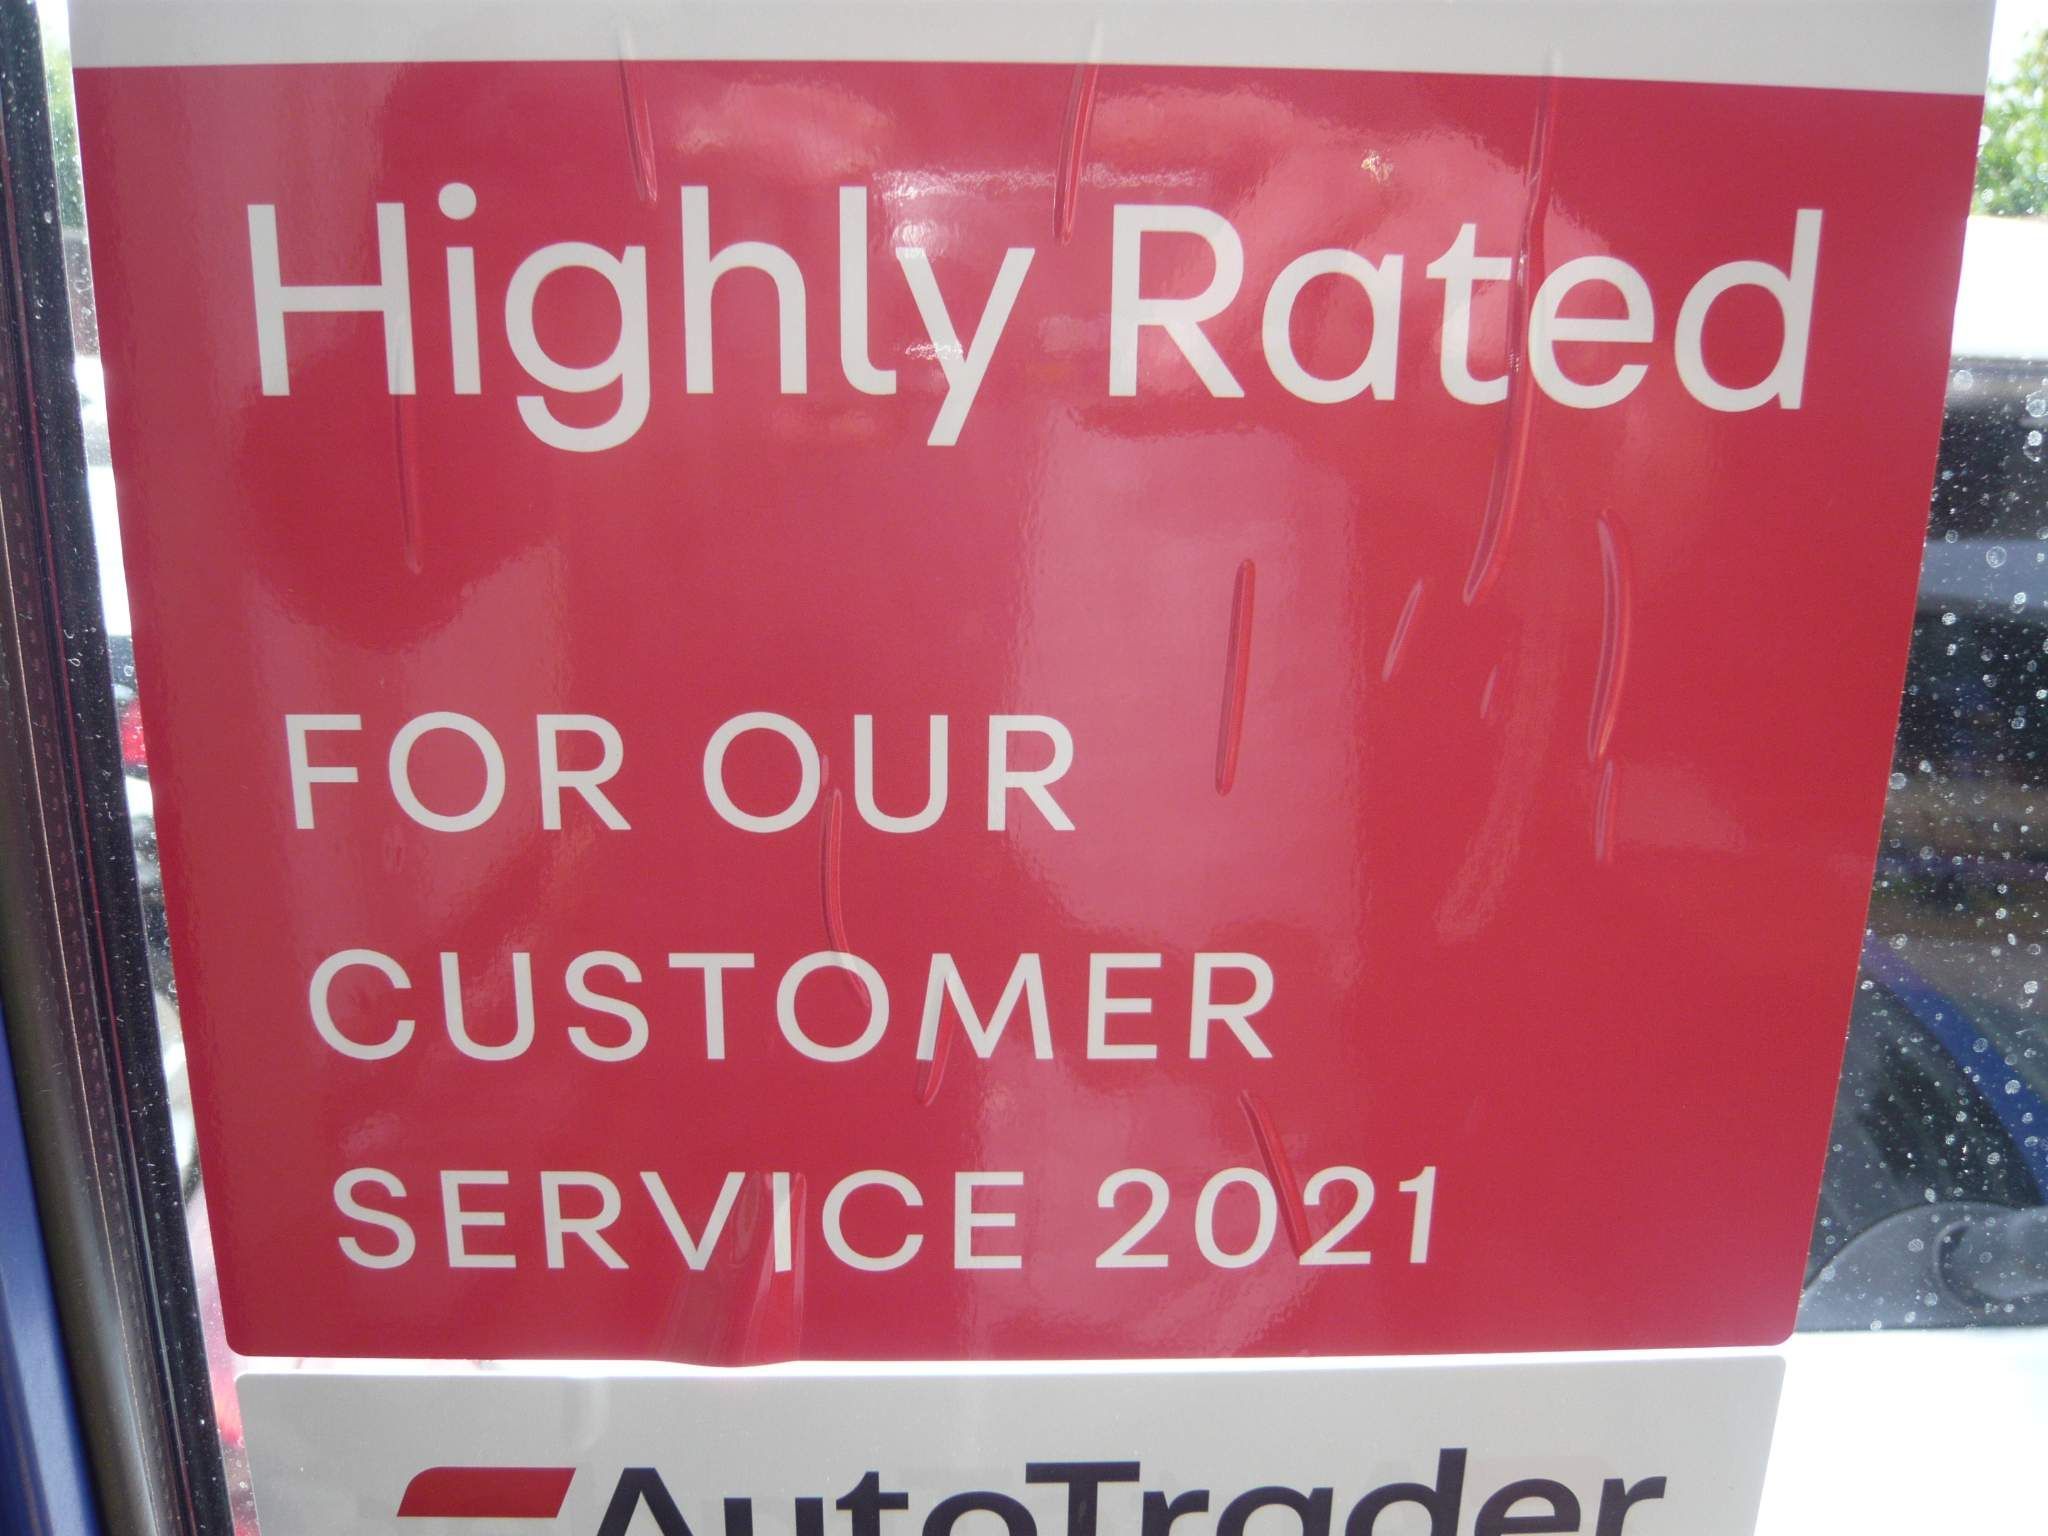 Highly Rated
FOR OUR
CUSTOMER
SERVICE 2021
AutoTrader